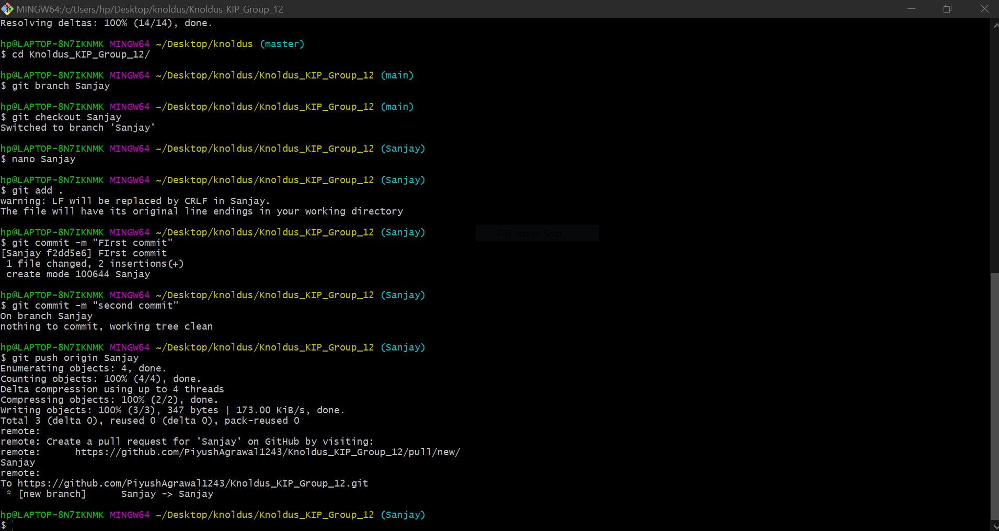 MINGW64:/c/Users/hp/Desktop/knoldus/Knoldus_KIP_Group_12
Resolving deltas: 100% (14/14), done.
hp@LAPTOP-8N7IKNMK MINGW64 ~/Desktop/knoldus (master)
$ cd Knoldus_KIP_Group_12/
hp@LAPTOP-8N7IKNMK MINGW64 ~/Desktop/knoldus/Knoldus_KIP_Group_12 (main)
$ git branch Sanjay
hp@LAPTOP-8N7IKNMK MINGW64 ~/Desktop/knoldus/Knoldus_KIP_Group_12 (main)
$ git checkout Sanjay
Switched to branch 'Sanjay'
hp@LAPTOP-8N7IKNMK MINGW64 ~/Desktop/knoldus/Knoldus_KIP_Group_12 (Sanjay)
$ nano Sanjay
hp@LAPTOP-8N7IKNMK MINGW64 ~/Desktop/knoldus/Knoldus_KIP_Group_12 (Sanjay)
$ git add .
warning: LF will be replaced by CRLF in Sanjay.
The file will have its original line endings in your working directory
hp@LAPTOP-8N7IKNMK MINGW64 ~/Desktop/knoldus/Knoldus_KIP_Group_12 (Sanjay)
Full-screen Snip
$ git commit -m "FIrst commit"
[Sanjay f2dd5e6] FIrst commit
 1 file changed, 2 insertions(+)
 create mode 100644 Sanjay
hp@LAPTOP-8N7IKNMK MINGW64 ~/Desktop/knoldus/Knoldus_KIP_Group_12 (Sanjay)
$ git commit -m "second commit"
On branch Sanjay
nothing to commit, working tree clean
hp@LAPTOP-8N7IKNMK MINGW64 ~/Desktop/knoldus/Knoldus_KIP_Group_12 (Sanjay)
$ git push origin Sanjay
Enumerating objects: 4, done.
Counting objects: 100% (4/4), done.
Delta compression using up to 4 threads
Compressing objects: 100% (2/2), done.
Writing objects: 100% (3/3), 347 bytes | 173.00 KiB/s, done.
Total 3 (delta 0), reused 0 (delta 0), pack-reused 0
remote:
remote: Create a pull request for 'Sanjay' on GitHub by visiting:
remote:      https://github.com/PiyushAgrawal1243/Knoldus_KIP_Group_12/pull/new/
Sanjay
remote:
To https://github.com/PiyushAgrawal1243/Knoldus_KIP_Group_12.git
 * [new branch]      Sanjay -> Sanjay
hp@LAPTOP-8N7IKNMK MINGW64 ~/Desktop/knoldus/Knoldus_KIP_Group_12 (Sanjay)
$